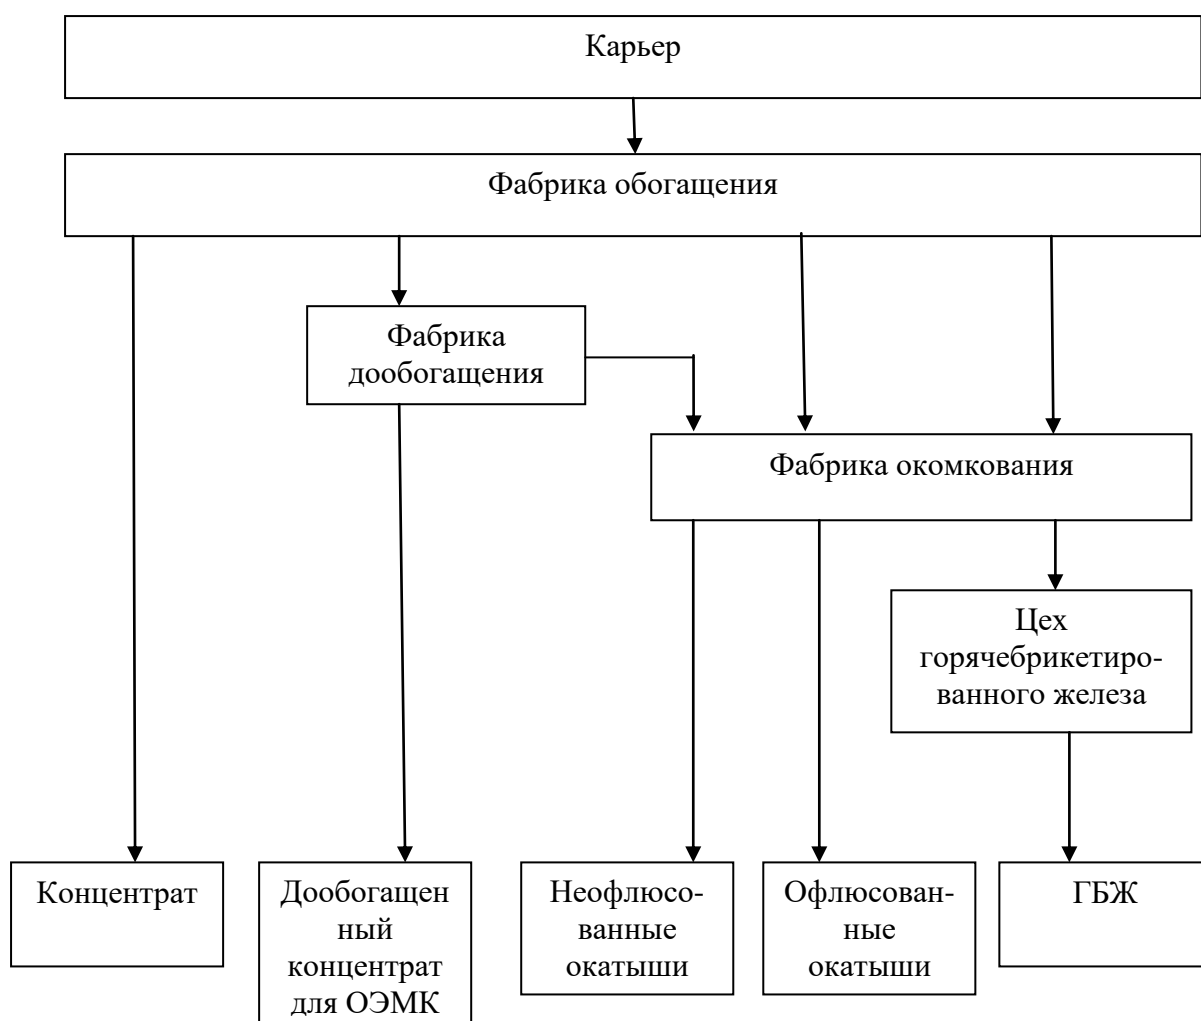 Карьер
Фабрика обогащения
Фабрика
дообогащения
Фабрика окомкования
Цех
горячебрикетиро-
ванного железа
Концентрат
Дообогащен
ный
концентрат
для ОЭМК
Неофлюсо-
ванные
окатыши
Офлюсован-
ные
окатыши
ГБЖ